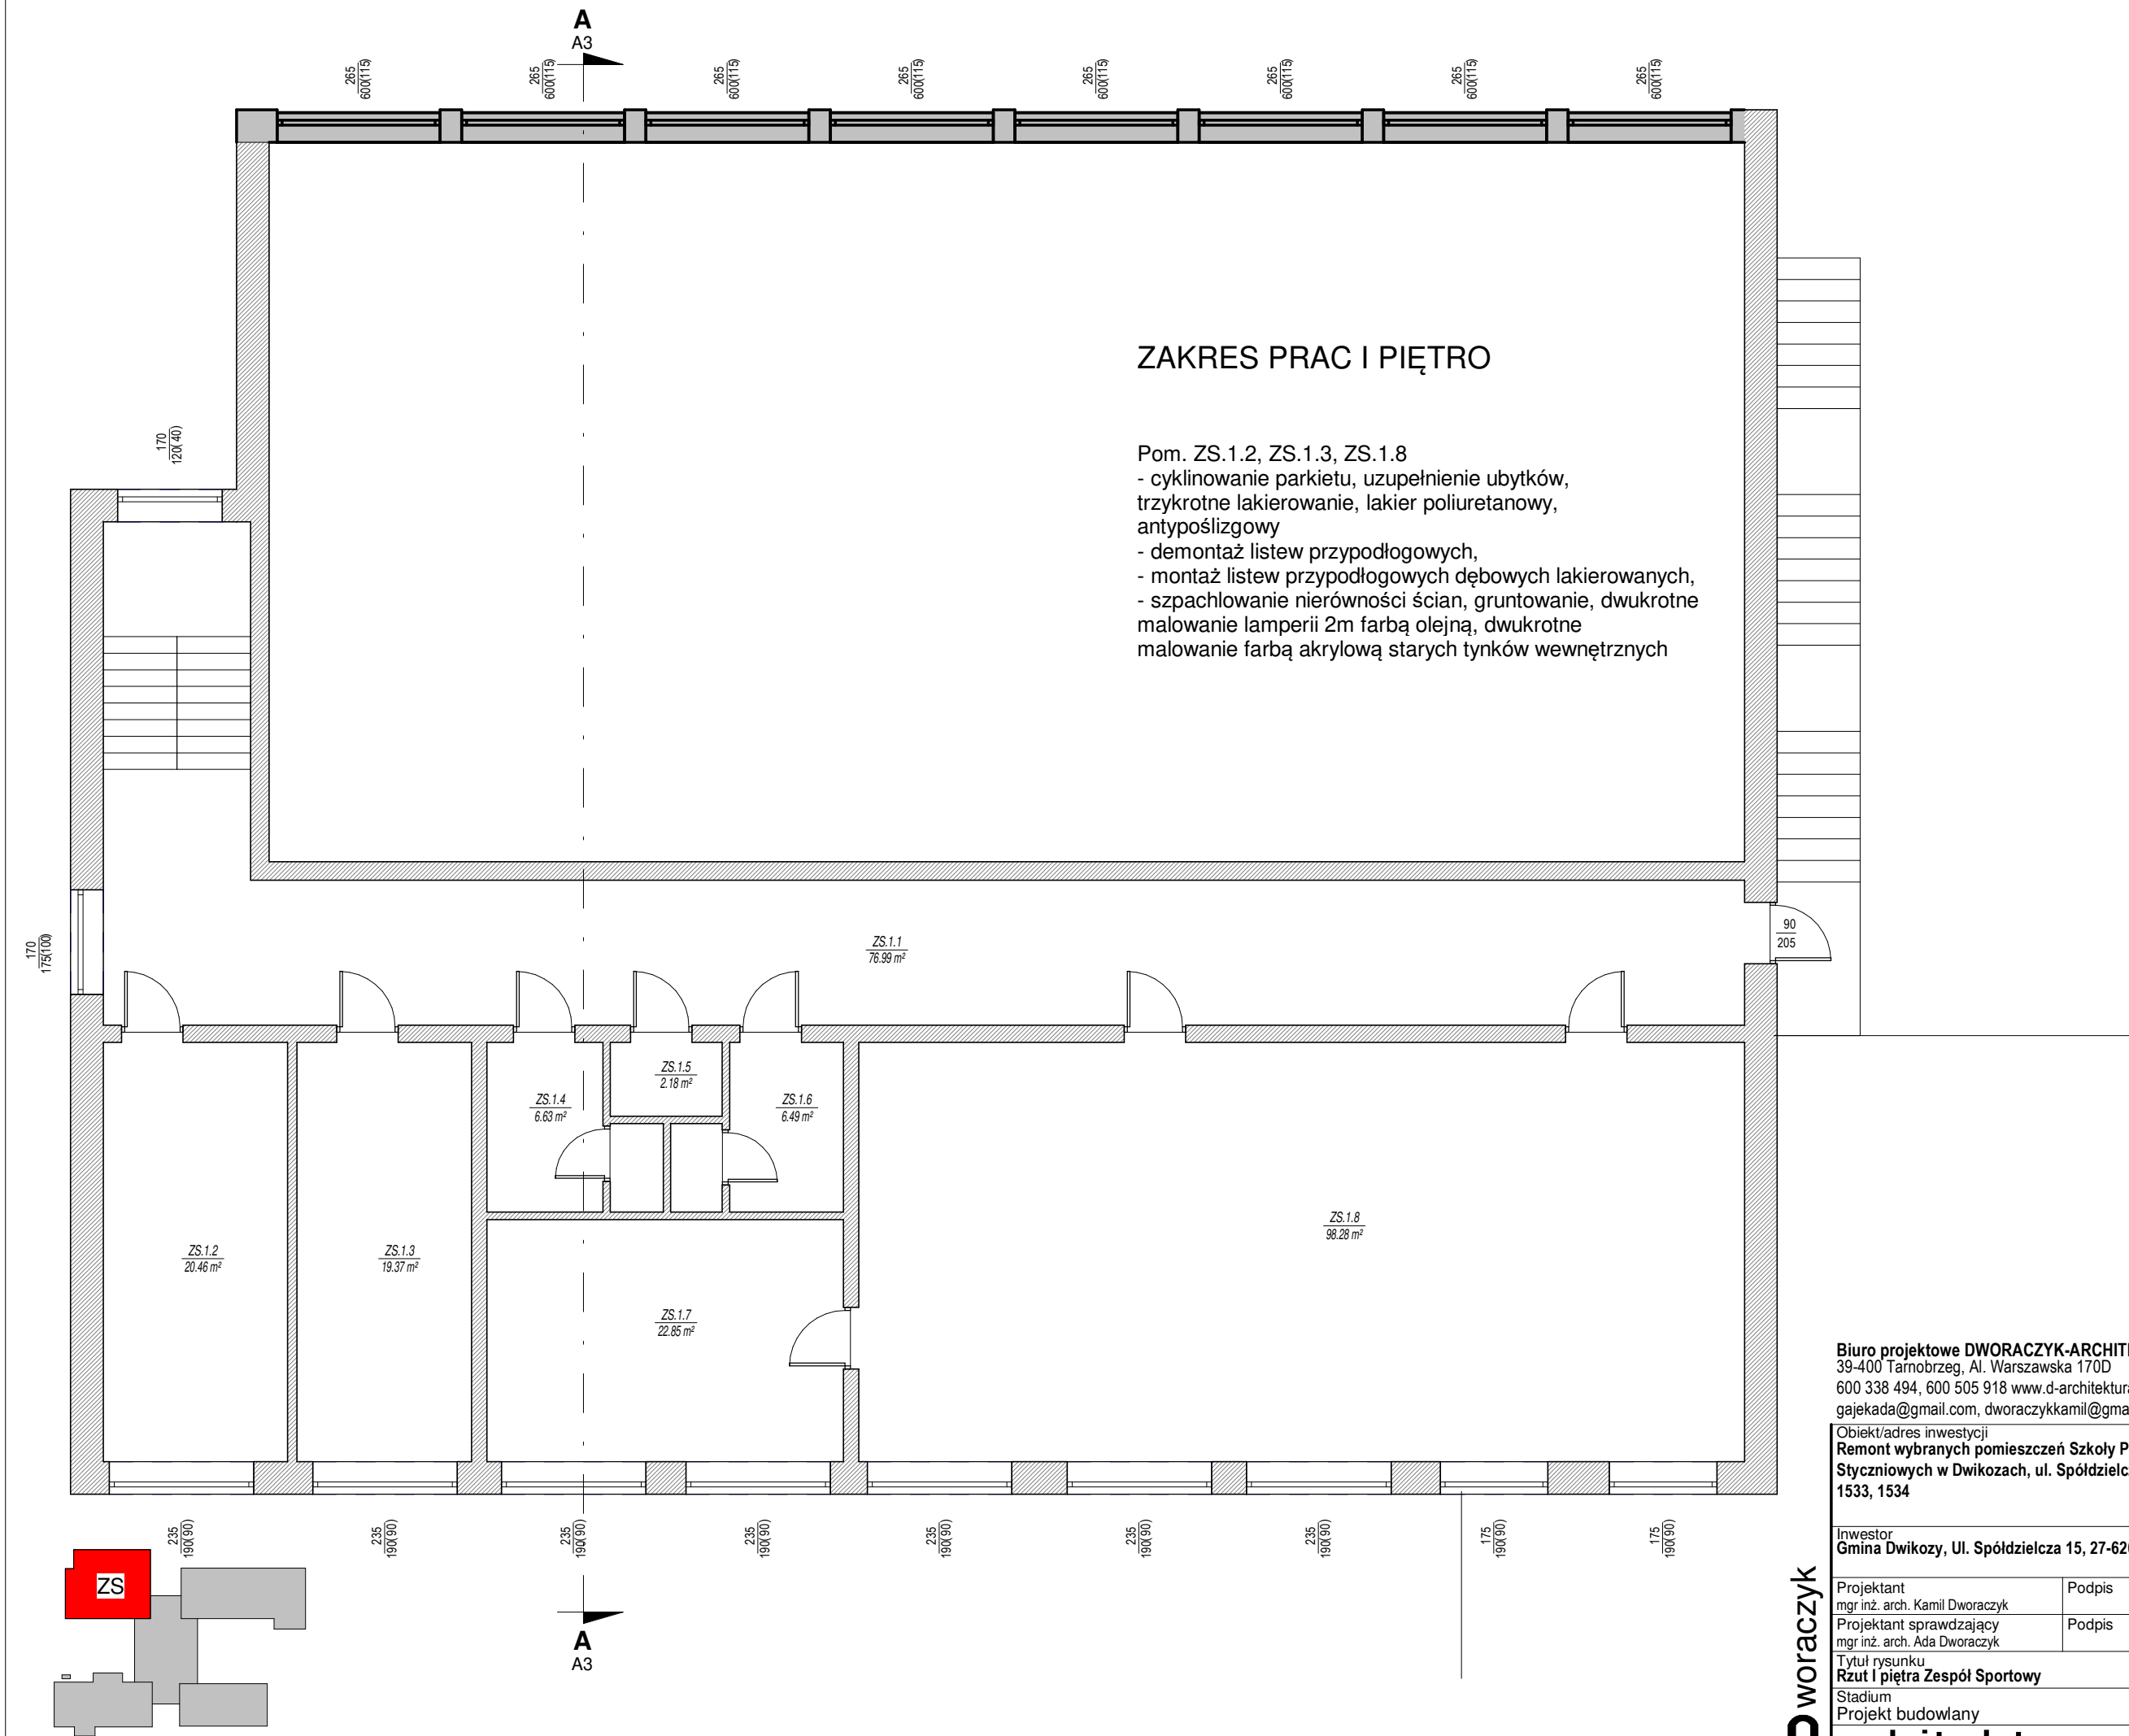 A
A3
265
600(115)
265
600(115)
265
600(115)
265
600(115)
265
600(115)
265
600(115)
265
600(115)
265
600(115)
ZAKRES PRAC I PIĘTRO
Pom. ZS.1.2, ZS.1.3, ZS.1.8
- cyklinowanie parkietu, uzupełnienie ubytków,
trzykrotne lakierowanie, lakier poliuretanowy,
antypoślizgowy
- demontaż listew przypodłogowych,
- montaż listew przypodłogowych dębowych lakierowanych,
- szpachlowanie nierówności ścian, gruntowanie, dwukrotne
malowanie lamperii 2m farbą olejną, dwukrotne
malowanie farbą akrylową starych tynków wewnętrznych
170
120(40)
170
175(100)
ZS.1.1
76.99 m²
90
205
ZS.1.5
2.18 m²
ZS.1.4
6.63 m²
ZS.1.6
6.49 m²
ZS.1.2
20.46 m²
ZS.1.3
19.37 m²
ZS.1.7
22.85 m²
ZS.1.8
98.28 m²
235
190(90)
235
190(90)
235
190(90)
235
190(90)
235
190(90)
235
190(90)
235
190(90)
175
190(90)
175
190(90)
ZS
A
A3
Biuro projektowe DWORACZYK-ARCHIT
39-400 Tarnobrzeg, Al. Warszawska 170D
600 338 494, 600 505 918 www.d-architektur
gajekada@gmail.com, dworaczykkamil@gma
Obiekt/adres inwestycji
Remont wybranych pomieszczeń Szkoły P
Styczniowych w Dwikozach, ul. Spółdzielc
1533, 1534
Inwestor
Gmina Dwikozy, Ul. Spółdzielcza 15, 27-62
Projektant
mgr inż. arch. Kamil Dworaczyk
Podpis
Projektant sprawdzający
mgr inż. arch. Ada Dworaczyk
Podpis
Tytuł rysunku
Rzut I piętra Zespół Sportowy
Stadium
Projekt budowlany
woraczyk